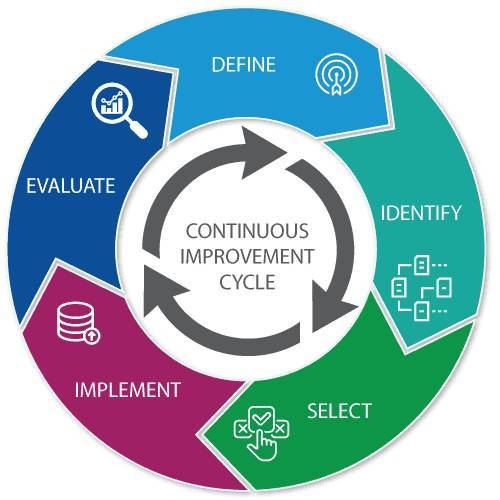 DEFINE
IDENTIFY
SELECT
IMPLEMENT
EVALUATE
CONTINUOUS
IMPROVEMENT
CYCLE